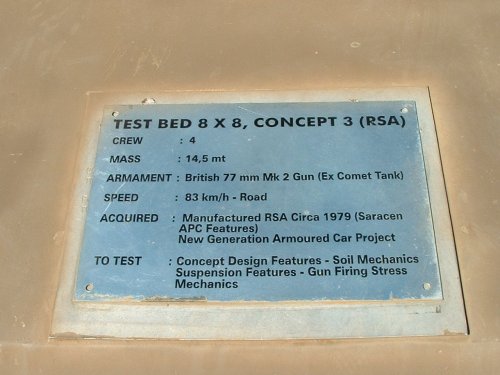 TEST BED 8 X 8, CONCEPT 3 (RSA)
CREW : 4
MASS : 14,5 mt
ARMAMENT : British 77 mm Mk 2 Gun (Ex Comet Tank)
SPEED : 83 km/h - Road
ACQUIRED : Manufactured RSA Circa 1979 (Saracen
APC Features)
New Generation Armoured Car Project
TO TEST : Concept Design Features - Soil Mechanics
Suspension Features - Gun Firing Stress
Mechanics